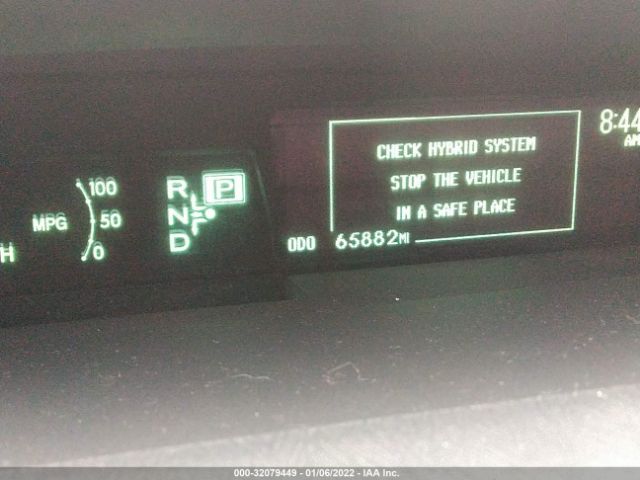 8:44
AM
CHECK HYBRID SYSTEM
STOP THE VEHICLE
IN A SAFE PLACE
ODO 65882MI
100
MPG 50
0
H
R P
N
D
000-32079449 - 01/06/2022 - IAA Inc.